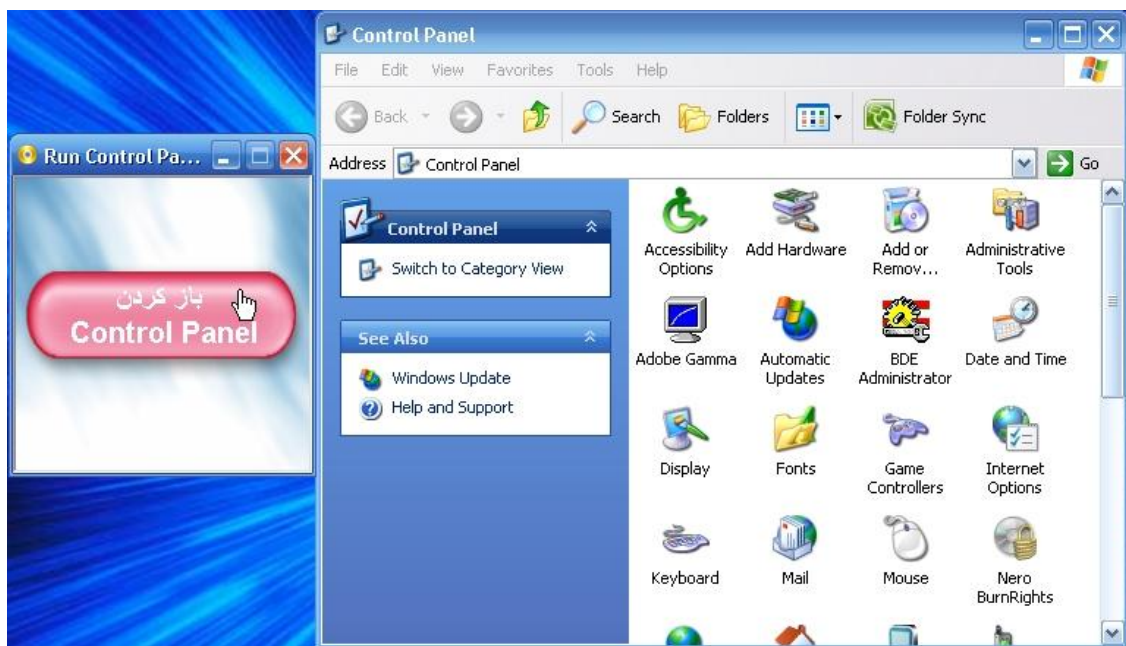 Run Control Pa...
باز کردن
Control Panel
Control Panel
File Edit View Favorites Tools Help
Back Search Folders Folder Sync
Address Control Panel Go
Control Panel
Switch to Category View
See Also
Windows Update
Help and Support
Accessibility Options
Add Hardware
Add or Remov...
Administrative Tools
Adobe Gamma
Automatic Updates
BDE Administrator
Date and Time
Display
Fonts
Game Controllers
Internet Options
Keyboard
Mail
Mouse
Nero BurnRights